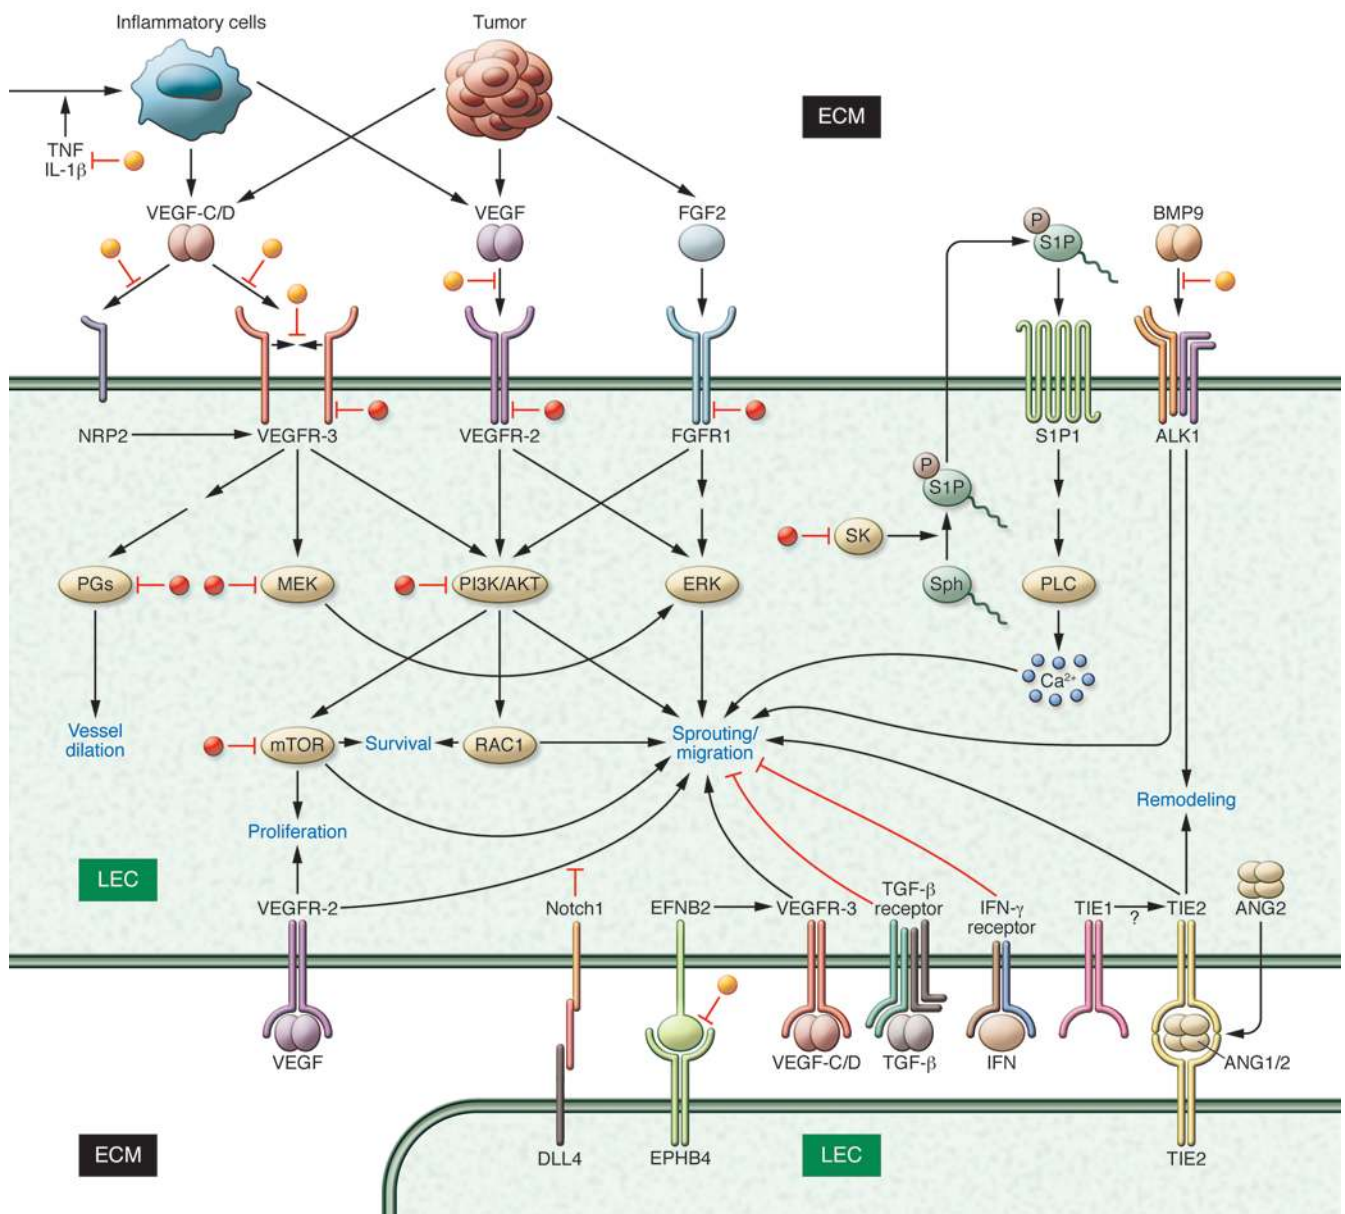 Inflammatory cells
Tumor
ECM
TNF
IL-1β
VEGF-C/D
VEGF
FGF2
P
S1P
BMP9
NRP2
VEGFR-3
VEGFR-2
FGFR1
S1P1
ALK1
P
S1P
SK
PGs
MEK
PI3K/AKT
ERK
Sph
PLC
Ca2+
Vessel
dilation
mTOR
Survival
RAC1
Sprouting/
migration
Remodeling
Proliferation
LEC
VEGFR-2
Notch1
EFNB2
VEGFR-3
TGF-β
receptor
IFN-γ
receptor
TIE1
?
TIE2
ANG2
VEGF
VEGF-C/D
TGF-β
IFN
ANG1/2
ECM
DLL4
EPHB4
LEC
TIE2